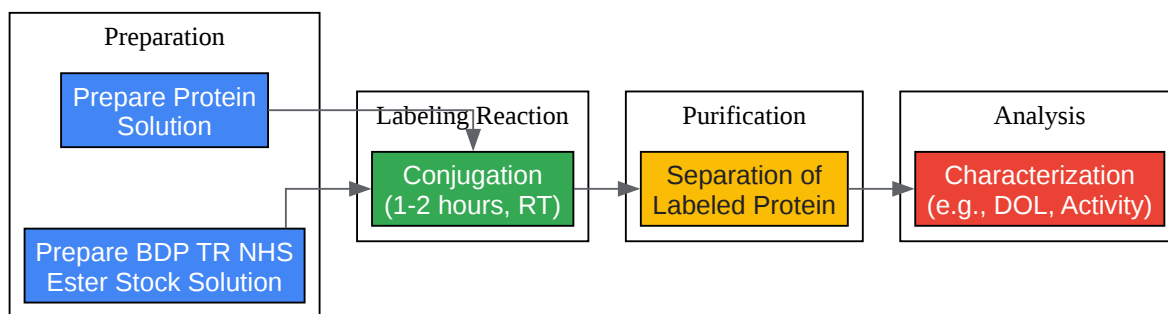 Preparation
Prepare Protein
Solution
Prepare BDP TR NHS
Ester Stock Solution
Labeling Reaction
Conjugation
(1-2 hours, RT)
Purification
Separation of
Labeled Protein
Analysis
Characterization
(e.g., DOL, Activity)